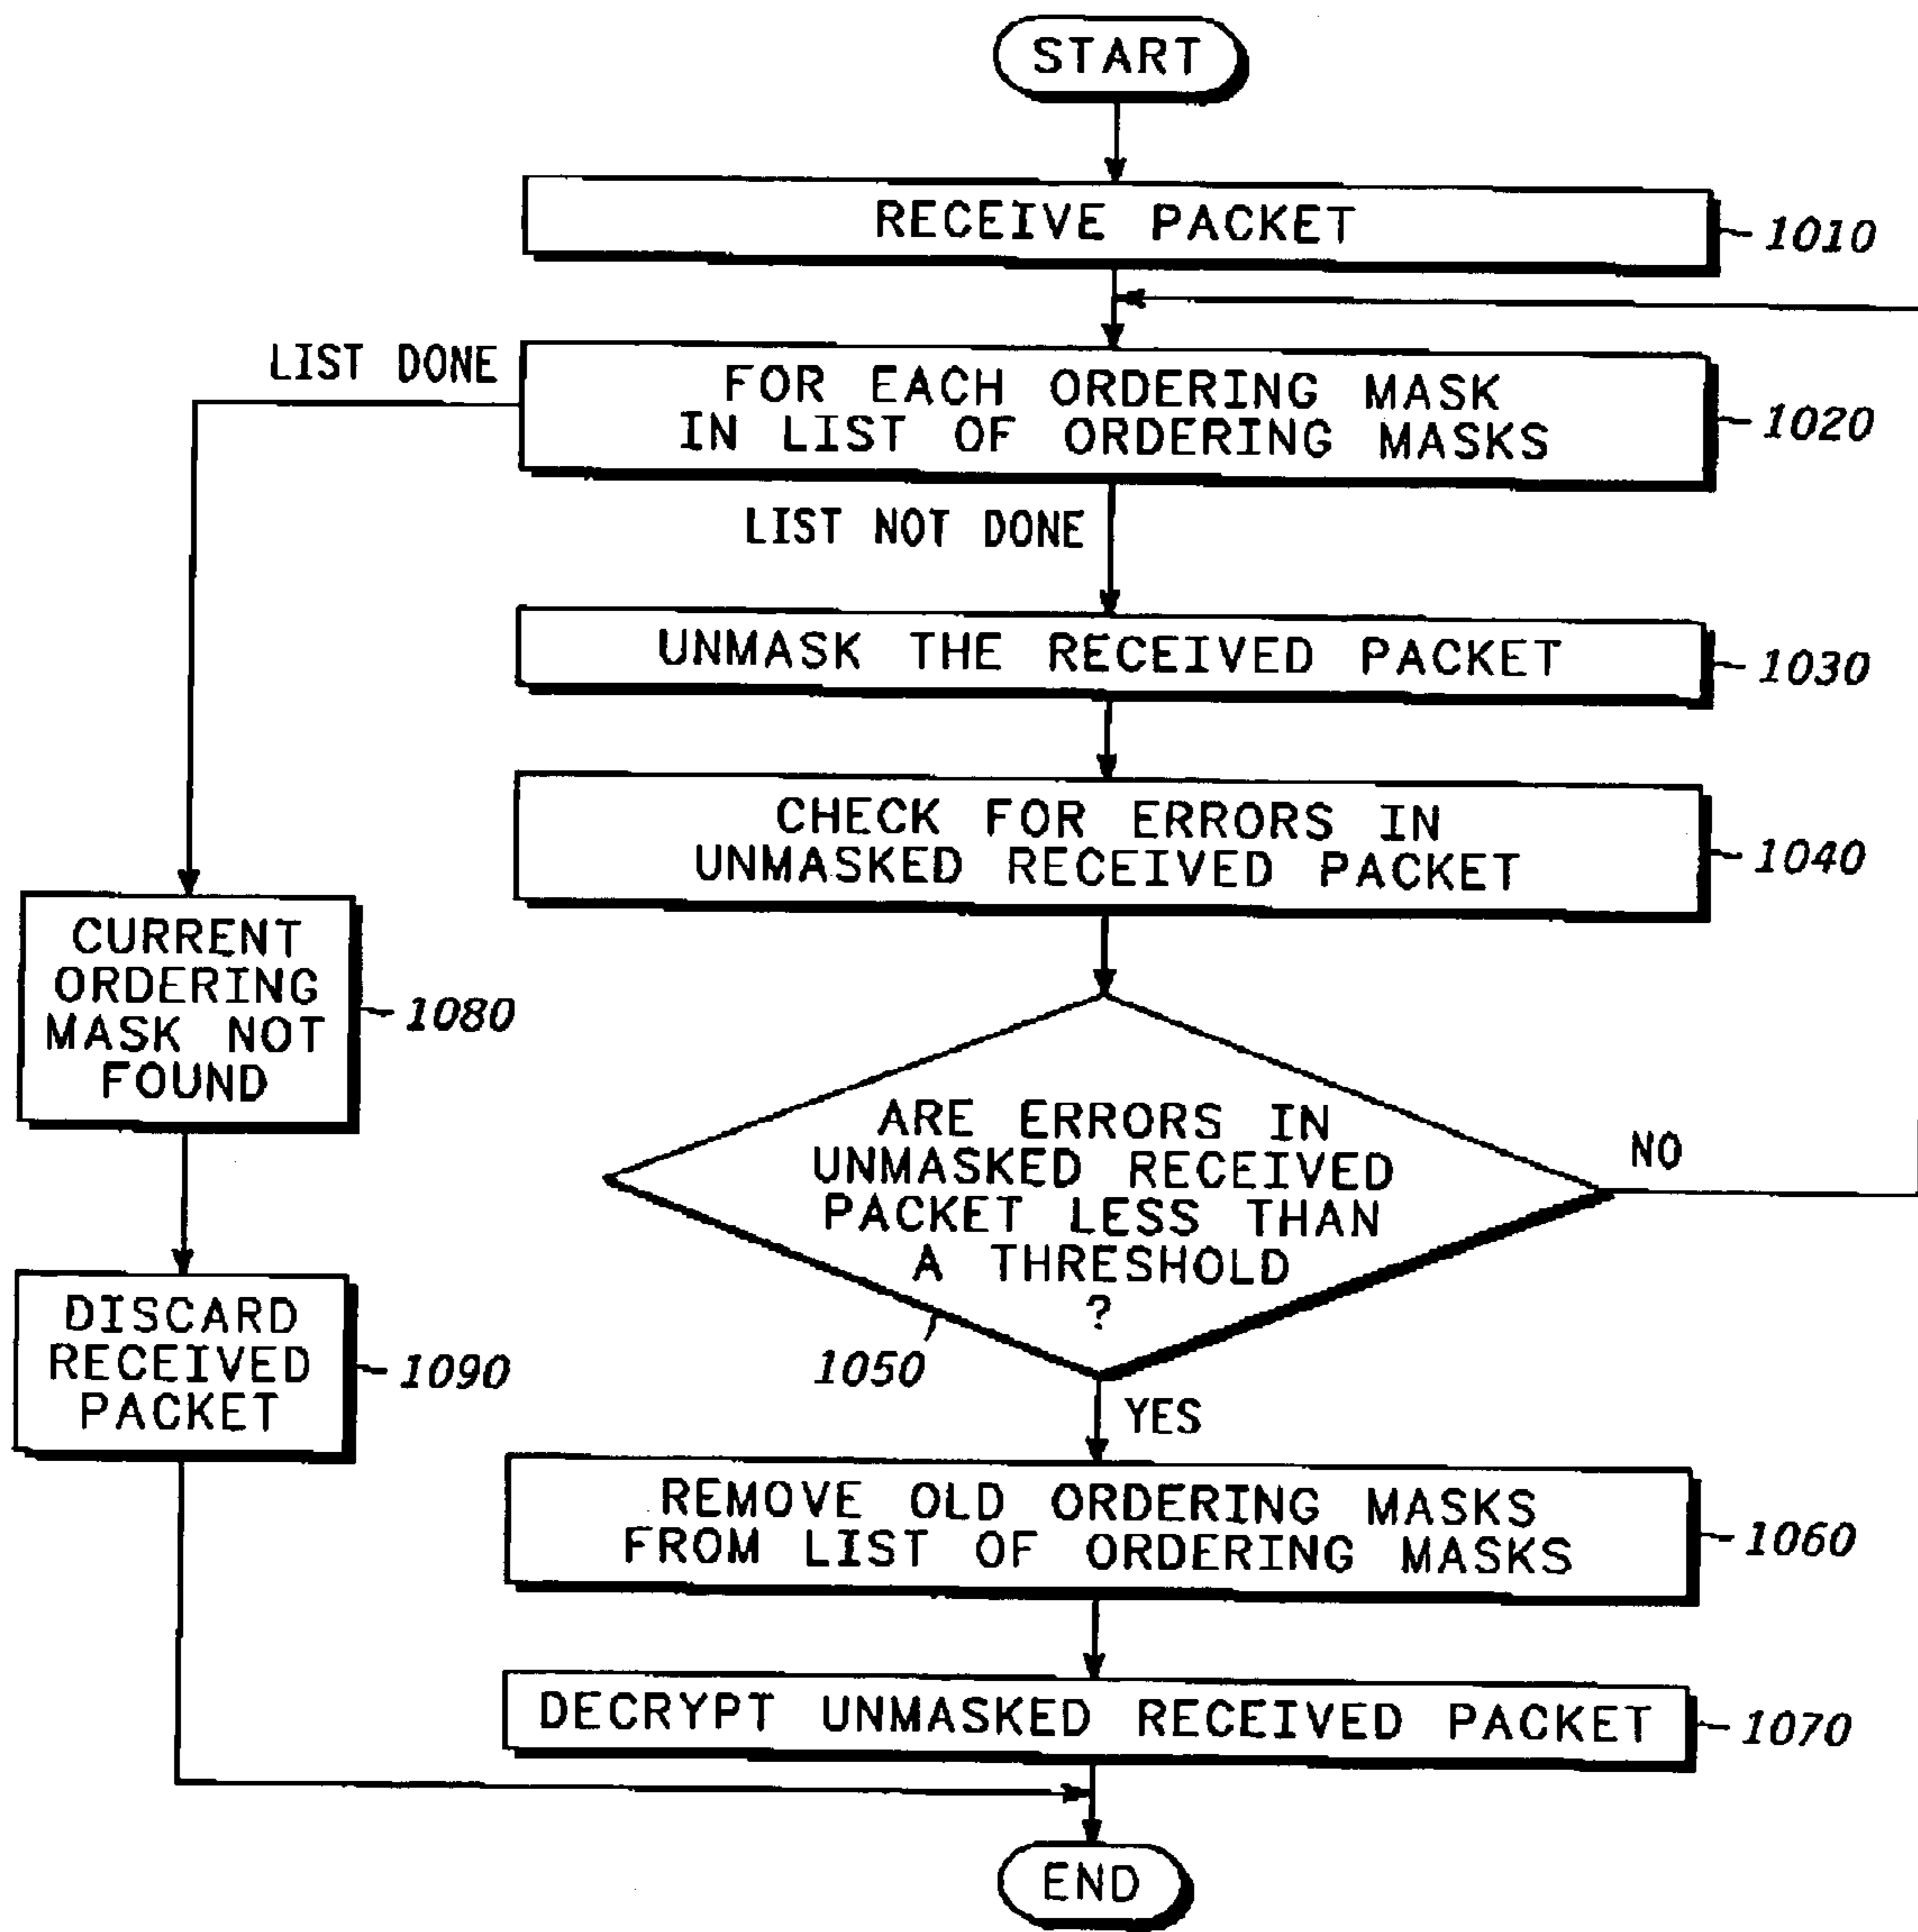 START
RECEIVE PACKET
1010
LIST DONE
FOR EACH ORDERING MASK
IN LIST OF ORDERING MASKS
1020
LIST NOT DONE
UNMASK THE RECEIVED PACKET
1030
CHECK FOR ERRORS IN
UNMASKED RECEIVED PACKET
1040
CURRENT
ORDERING
MASK NOT
FOUND
1080
ARE ERRORS IN
UNMASKED RECEIVED
PACKET LESS THAN
A THRESHOLD
?
NO
1050
YES
DISCARD
RECEIVED
PACKET
1090
REMOVE OLD ORDERING MASKS
FROM LIST OF ORDERING MASKS
1060
DECRYPT UNMASKED RECEIVED PACKET
1070
END